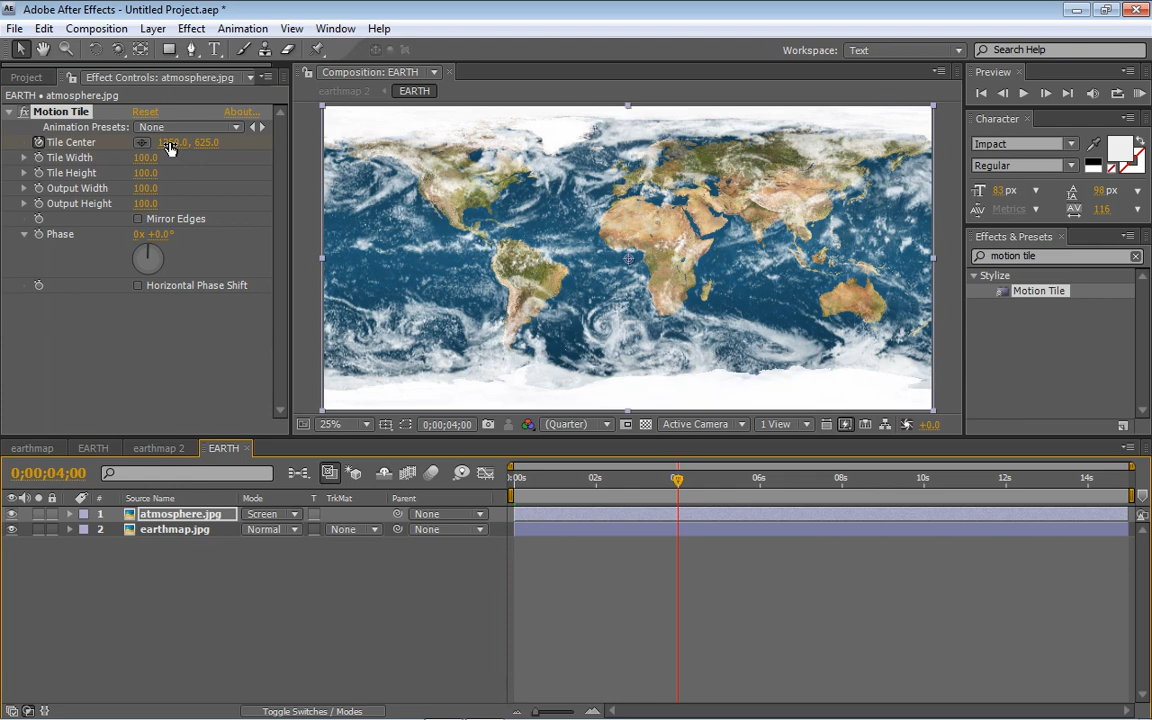 Adobe After Effects - Untitled Project.aep *
File Edit Composition Layer Effect Animation View Window Help
Workspace: Text Search Help
Project Effect Controls: atmosphere.jpg
EARTH • atmosphere.jpg
fx Motion Tile Reset About...
Animation Presets: None
Tile Center , 625.0
Tile Width 100.0
Tile Height 100.0
Output Width 100.0
Output Height 100.0
Mirror Edges
Phase 0x +0.0°
Horizontal Phase Shift
Composition: EARTH
earthmap 2 EARTH
25% 0;00;04;00 (Quarter) Active Camera 1 View +0.0
Preview
Character
Impact
Regular
83 px 98 px
Metrics 116
Effects & Presets
motion tile
Stylize
Motion Tile
earthmap EARTH earthmap 2 EARTH
0;00;04;00
:00s 02s 06s 08s 10s 12s 14s
# Source Name Mode T TrkMat Parent
1 atmosphere.jpg Screen None
2 earthmap.jpg Normal None None
Toggle Switches / Modes